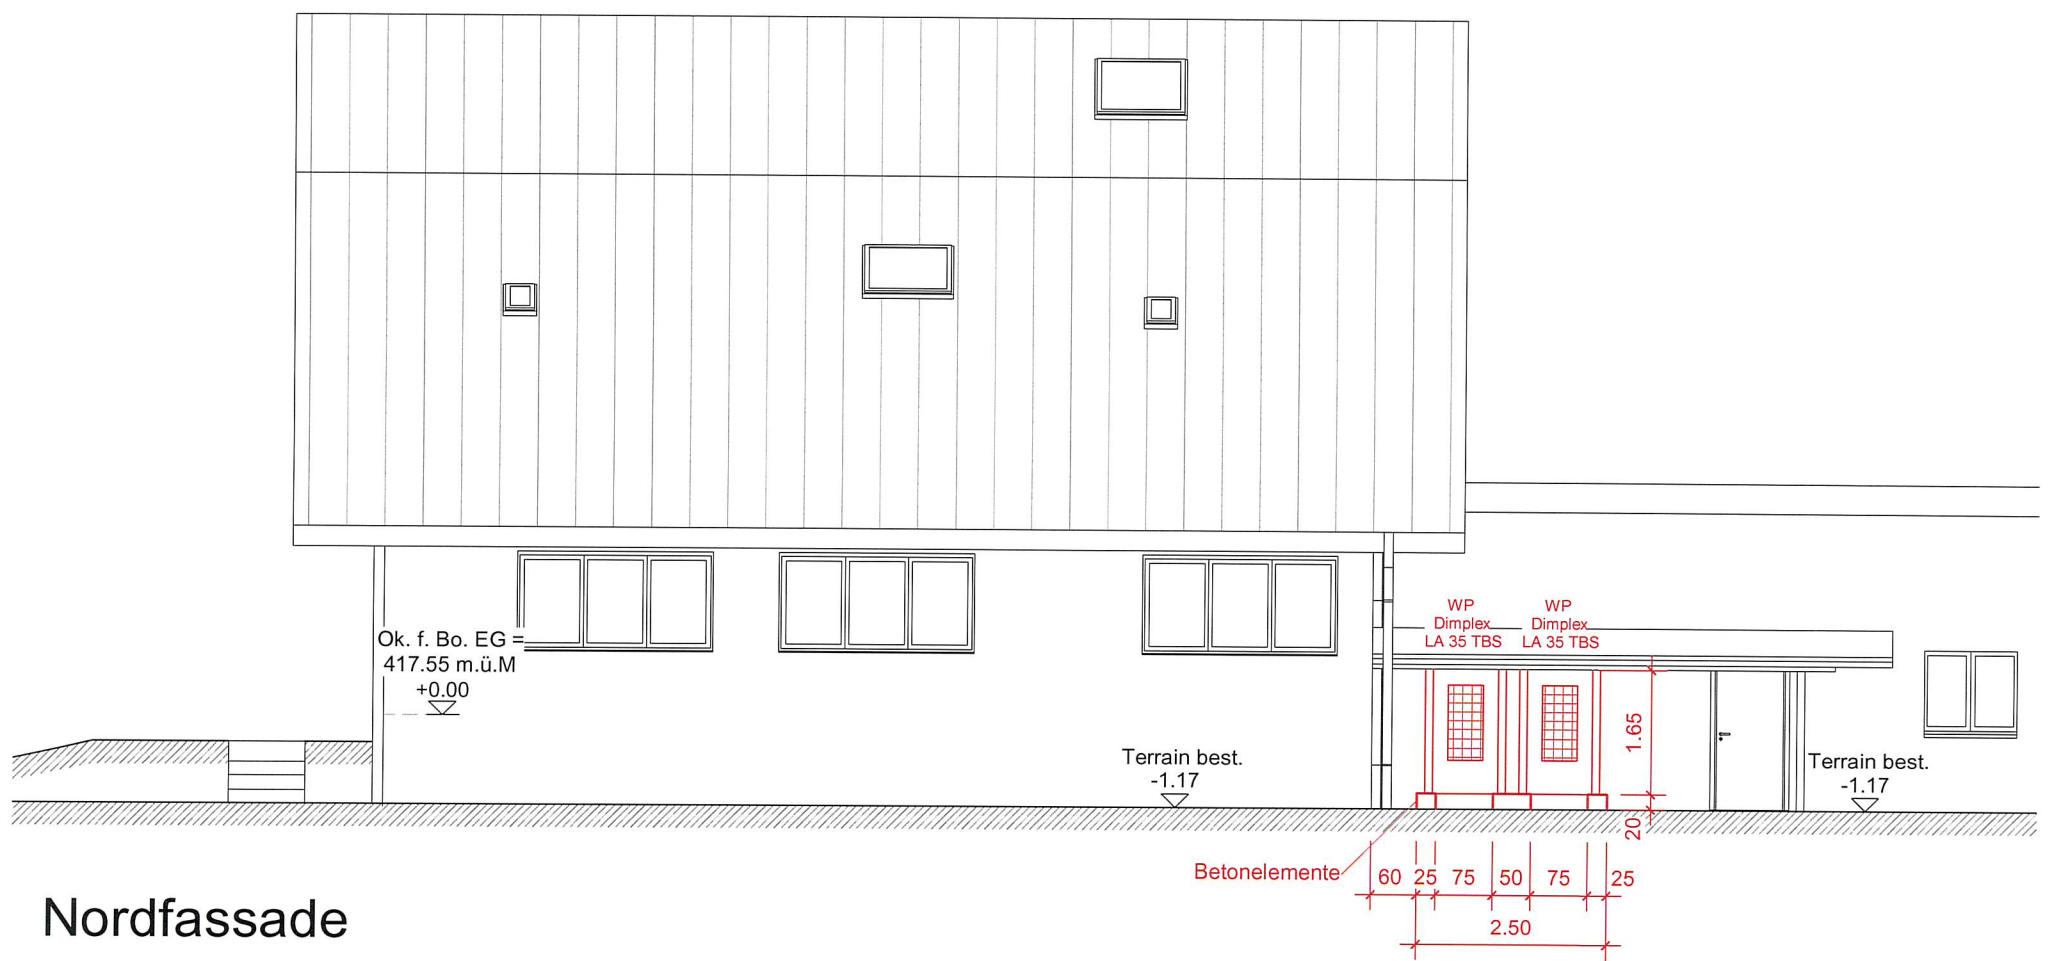 WP
Dimplex
LA 35 TBS
WP
Dimplex
LA 35 TBS
Ok. f. Bo. EG =
417.55 m.ü.M
+0.00
1.65
Terrain best.
-1.17
Terrain best.
-1.17
20
Betonelemente
60 25 75 50 75 25
2.50
Nordfassade